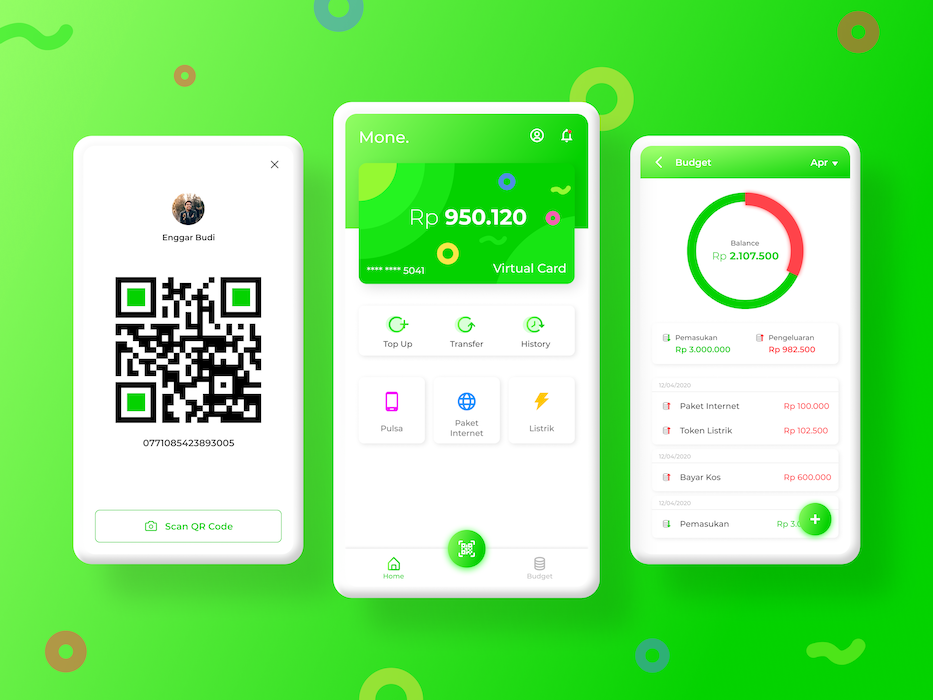 Enggar Budi
0771085423893005
Scan QR Code
Mone.
Rp 950.120
**** **** 5041
Virtual Card
Top Up
Transfer
History
Pulsa
Paket
Internet
Listrik
Home
Budget
Budget
Apr
Balance
Rp 2.107.500
Pemasukan
Rp 3.000.000
Pengeluaran
Rp 982.500
12/04/2020
Paket Internet
Rp 100.000
Token Listrik
Rp 102.500
12/04/2020
Bayar Kos
Rp 600.000
12/04/2020
Pemasukan
Rp 3.0